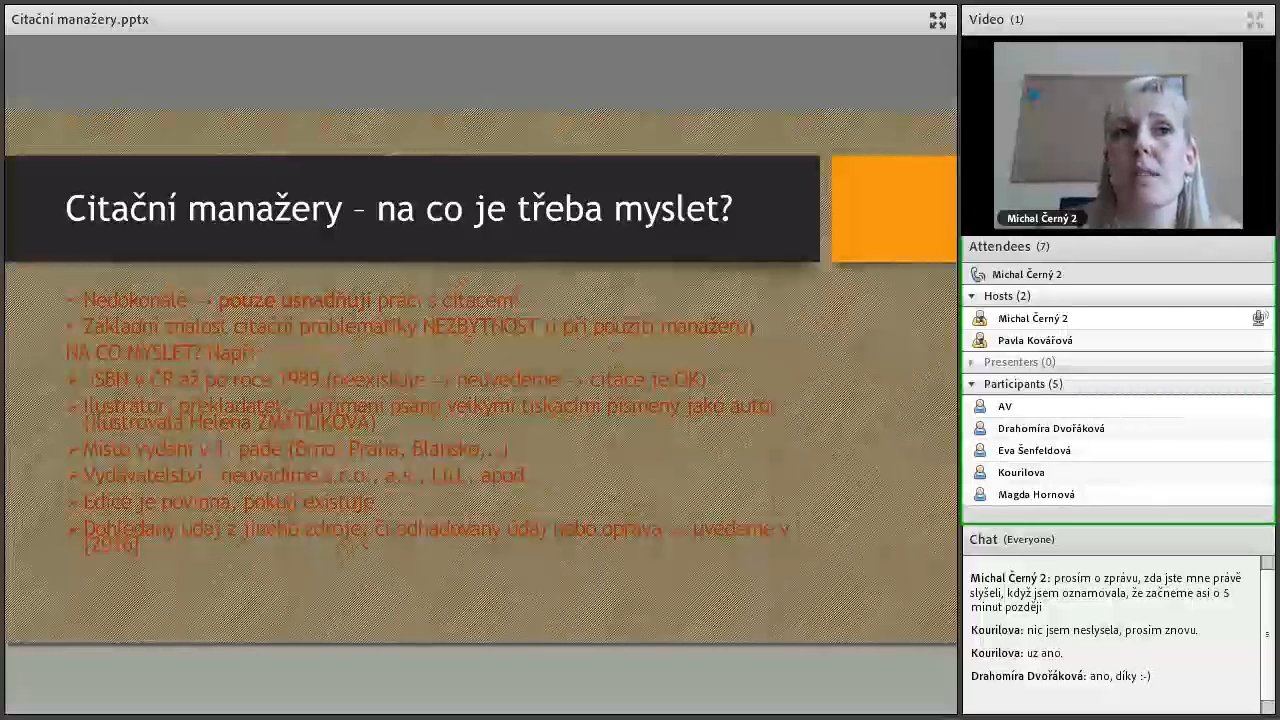 Citační manažery.pptx
Citační manažery – na co je třeba myslet?
Nedokonalé → pouze usnadňují práci s citacemi
Základní znalost citační problematiky NEZBYTNOST (i při použití manažerů)
NA CO MYSLET? Např.
ISBN v ČR až po roce 1989 (neexistuje → neuvedeme → citace je OK)
Ilustrátor, překladatel… příjmení psáno velkými tiskacími písmeny jako autor
(Ilustrovala Helena ZMATLÍKOVÁ)
Místo vydání v 1. pádě (Brno, Praha, Blansko,…)
Vydavatelství – neuvádíme s.r.o., a.s., Ltd., apod.
Edice je povinná, pokud existuje
Dohledaný údaj z jiného zdroje, či odhadovaný údaj nebo oprava → uvedeme v
[2016]
Video (1)
Michal Černý 2
Attendees (7)
Michal Černý 2
Hosts (2)
Michal Černý 2
Pavla Kovářová
Presenters (0)
Participants (5)
AV
Drahomíra Dvořáková
Eva Šenfeldová
Kourilova
Magda Hornová
Chat (Everyone)
Michal Černý 2: prosím o zprávu, zda jste mne právě
slyšeli, když jsem oznamovala, že začneme asi o 5
minut později
Kourilova: nic jsem neslysela, prosim znovu.
Kourilova: uz ano.
Drahomíra Dvořáková: ano, díky :-)